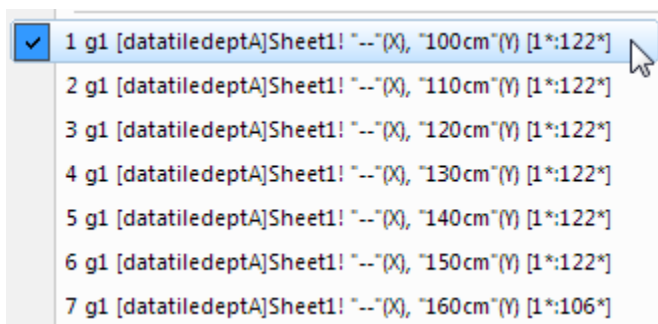 1 g1 [datatiledeptA]Sheet1! "--"(X), "100cm"(Y) [1*:122*]
2 g1 [datatiledeptA]Sheet1! "--"(X), "110cm"(Y) [1*:122*]
3 g1 [datatiledeptA]Sheet1! "--"(X), "120cm"(Y) [1*:122*]
4 g1 [datatiledeptA]Sheet1! "--"(X), "130cm"(Y) [1*:122*]
5 g1 [datatiledeptA]Sheet1! "--"(X), "140cm"(Y) [1*:122*]
6 g1 [datatiledeptA]Sheet1! "--"(X), "150cm"(Y) [1*:122*]
7 g1 [datatiledeptA]Sheet1! "--"(X), "160cm"(Y) [1*:106*]